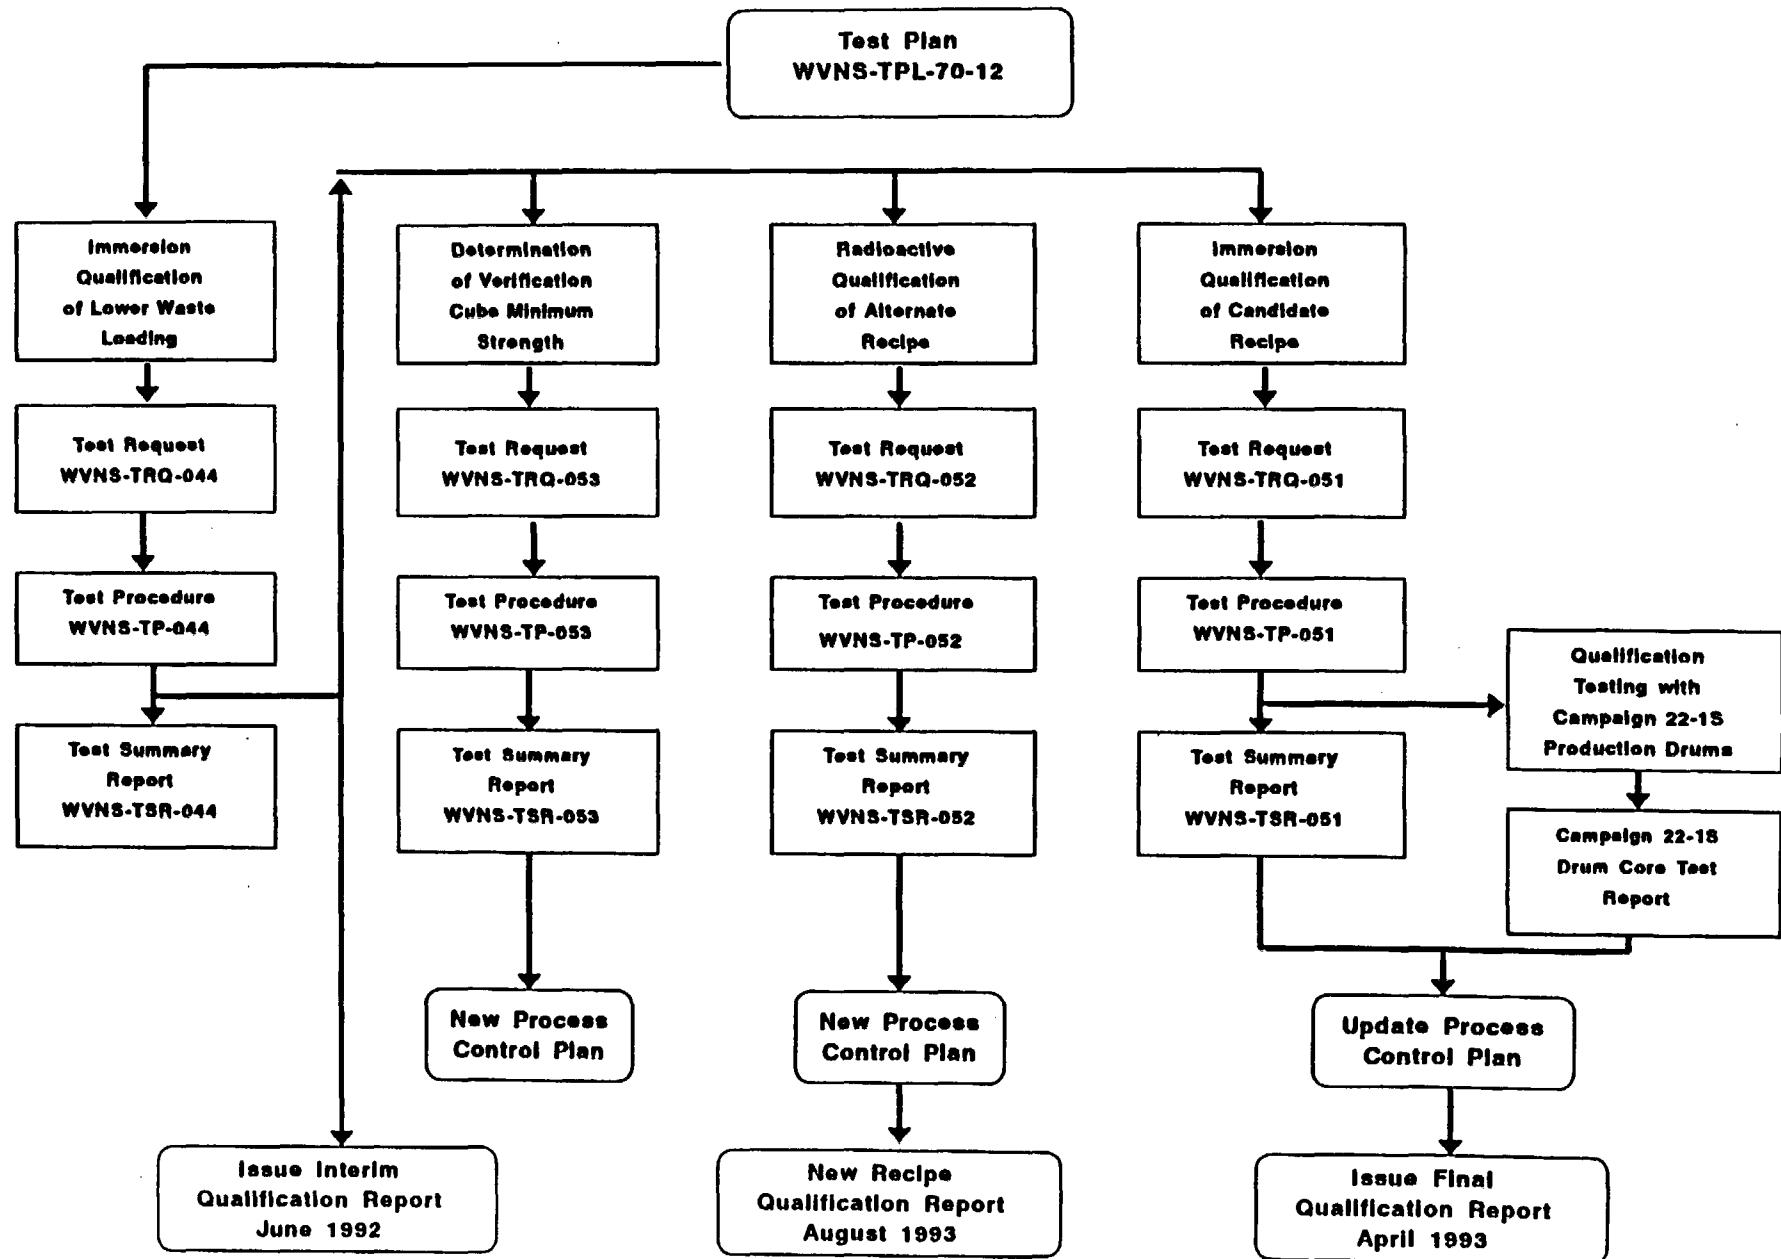 Test Plan
WVNS-TPL-70-12
Immersion
Qualification
of Lower Waste
Loading
Determination
of Verification
Cube Minimum
Strength
Radioactive
Qualification
of Alternate
Recipe
Immersion
Qualification
of Candidate
Recipe
Test Request
WVNS-TRQ-044
Test Request
WVNS-TRQ-053
Test Request
WVNS-TRQ-052
Test Request
WVNS-TRQ-051
Test Procedure
WVNS-TP-044
Test Procedure
WVNS-TP-053
Test Procedure
WVNS-TP-052
Test Procedure
WVNS-TP-051
Qualification
Testing with
Campaign 22-1S
Production Drums
Test Summary
Report
WVNS-TSR-044
Test Summary
Report
WVNS-TSR-053
Test Summary
Report
WVNS-TSR-052
Test Summary
Report
WVNS-TSR-051
Campaign 22-1S
Drum Core Test
Report
New Process
Control Plan
New Process
Control Plan
Update Process
Control Plan
Issue Interim
Qualification Report
June 1992
New Recipe
Qualification Report
August 1993
Issue Final
Qualification Report
April 1993